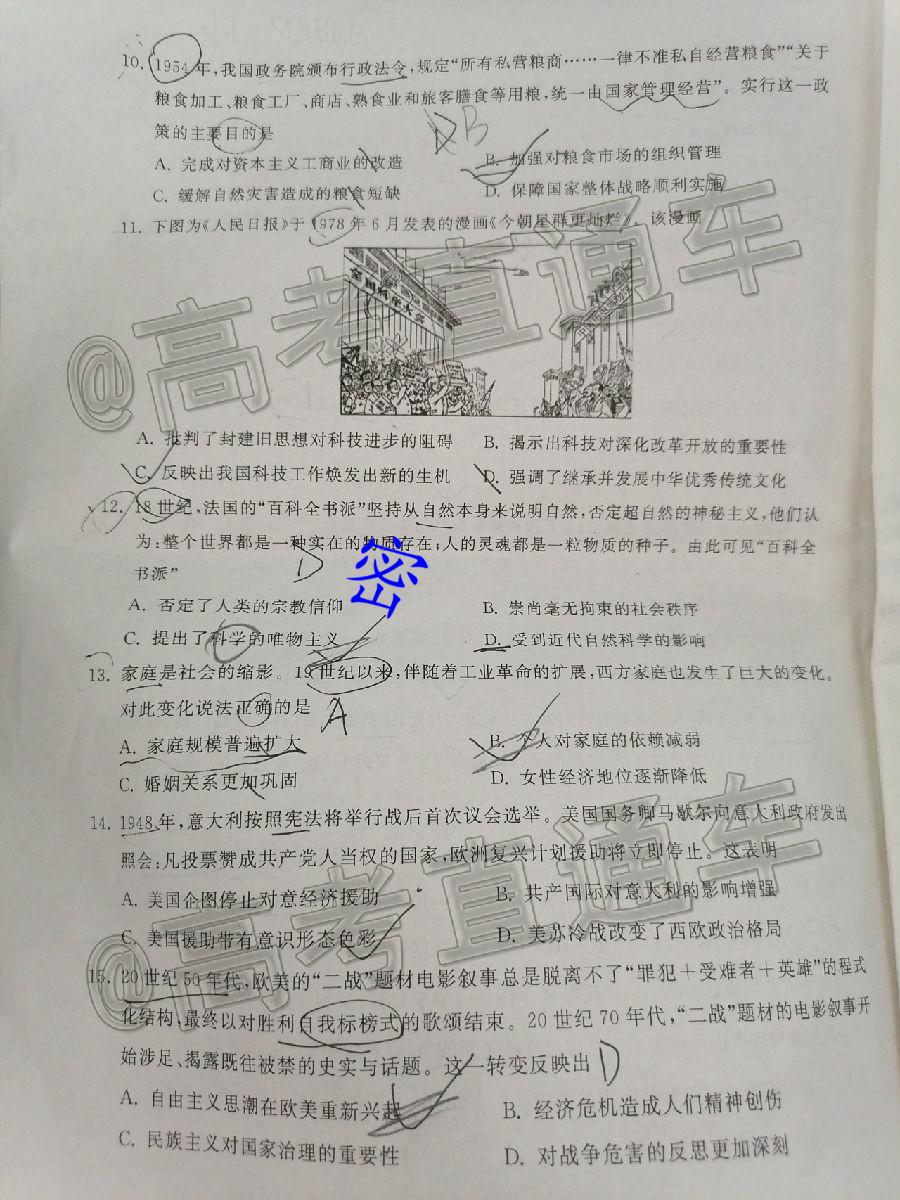 10. 1954年，我国政务院颁布行政法令，规定“所有私营粮商……一律不准私自经营粮食”“关于
粮食加工、粮食工厂、商店、熟食业和旅客膳食等用粮，统一由国家管理经营”。实行这一政
策的主要目的是
DB
A. 完成对资本主义工商业的改造
B. 加强对粮食市场的组织管理
C. 缓解自然灾害造成的粮食短缺
D. 保障国家整体战略顺利实施
11. 下图为《人民日报》于1978年6月发表的漫画《今朝星群更灿烂》。该漫画
全国科学大会
A. 批判了封建旧思想对科技进步的阻碍
B. 揭示出科技对深化改革开放的重要性
C. 反映出我国科技工作焕发出新的生机
D. 强调了继承并发展中华优秀传统文化
12. 18世纪，法国的“百科全书派”坚持从自然本身来说明自然，否定超自然的神秘主义，他们认
为：整个世界都是一种实在的物质存在；人的灵魂都是一粒物质的种子。由此可见“百科全
书派”
D
密
A. 否定了人类的宗教信仰
B. 崇尚毫无拘束的社会秩序
C. 提出了科学的唯物主义
D. 受到近代自然科学的影响
13. 家庭是社会的缩影。19世纪以来，伴随着工业革命的扩展，西方家庭也发生了巨大的变化。
对此变化说法正确的是
A
A. 家庭规模普遍扩大
B. 个人对家庭的依赖减弱
C. 婚姻关系更加巩固
D. 女性经济地位逐渐降低
14. 1948年，意大利按照宪法将举行战后首次议会选举。美国国务卿马歇尔向意大利政府发出
照会：凡投票赞成共产党人当权的国家，欧洲复兴计划援助将立即停止。这表明
A. 美国企图停止对意经济援助
B. 共产国际对意大利的影响增强
C. 美国援助带有意识形态色彩
D. 美苏冷战改变了西欧政治格局
15. 20世纪50年代，欧美的“二战”题材电影叙事总是脱离不了“罪犯＋受难者＋英雄”的程式
化结构、最终以对胜利自我标榜式的歌颂结束。20世纪70年代，“二战”题材的电影叙事开
始涉足、揭露既往被禁的史实与话题。这一转变反映出
D
A. 自由主义思潮在欧美重新兴起
B. 经济危机造成人们精神创伤
C. 民族主义对国家治理的重要性
D. 对战争危害的反思更加深刻
@高考直通车
@高考直通车